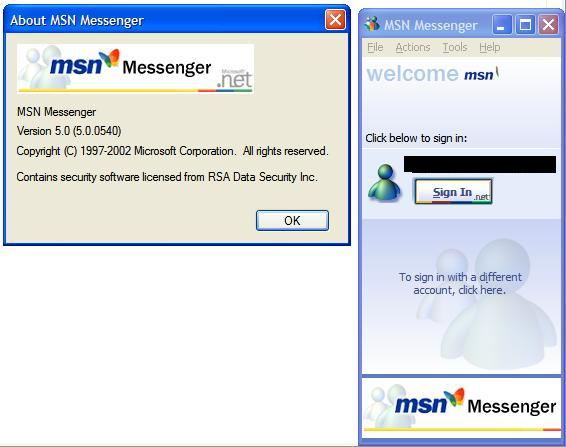 About MSN Messenger
msn Messenger
Microsoft
.net
MSN Messenger
Version 5.0 (5.0.0540)
Copyright (C) 1997-2002 Microsoft Corporation. All rights reserved.
Contains security software licensed from RSA Data Security Inc.
OK
MSN Messenger
File Actions Tools Help
welcome msn
Click below to sign in:
Sign In
.net
To sign in with a different
account, click here.
msn Messenger